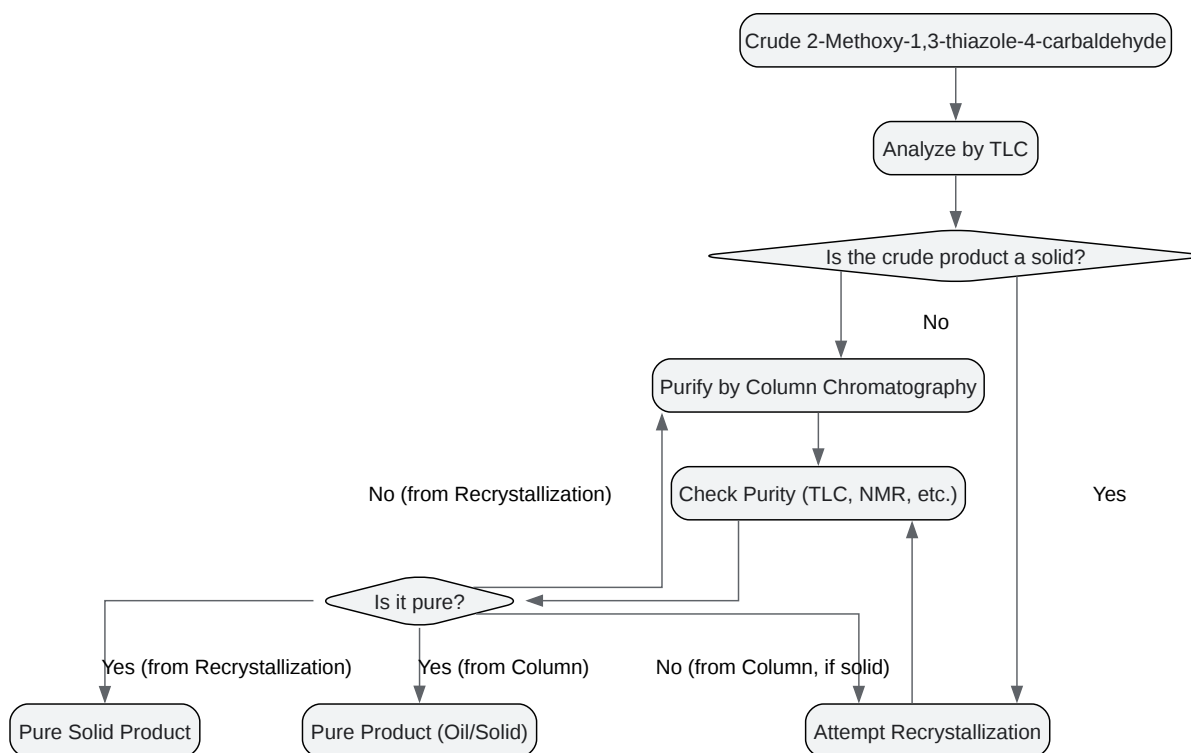 Crude 2-Methoxy-1,3-thiazole-4-carbaldehyde
Analyze by TLC
Is the crude product a solid?
No
Purify by Column Chromatography
No (from Recrystallization)
Check Purity (TLC, NMR, etc.)
Yes
Is it pure?
Yes (from Recrystallization)
Yes (from Column)
No (from Column, if solid)
Pure Solid Product
Pure Product (Oil/Solid)
Attempt Recrystallization